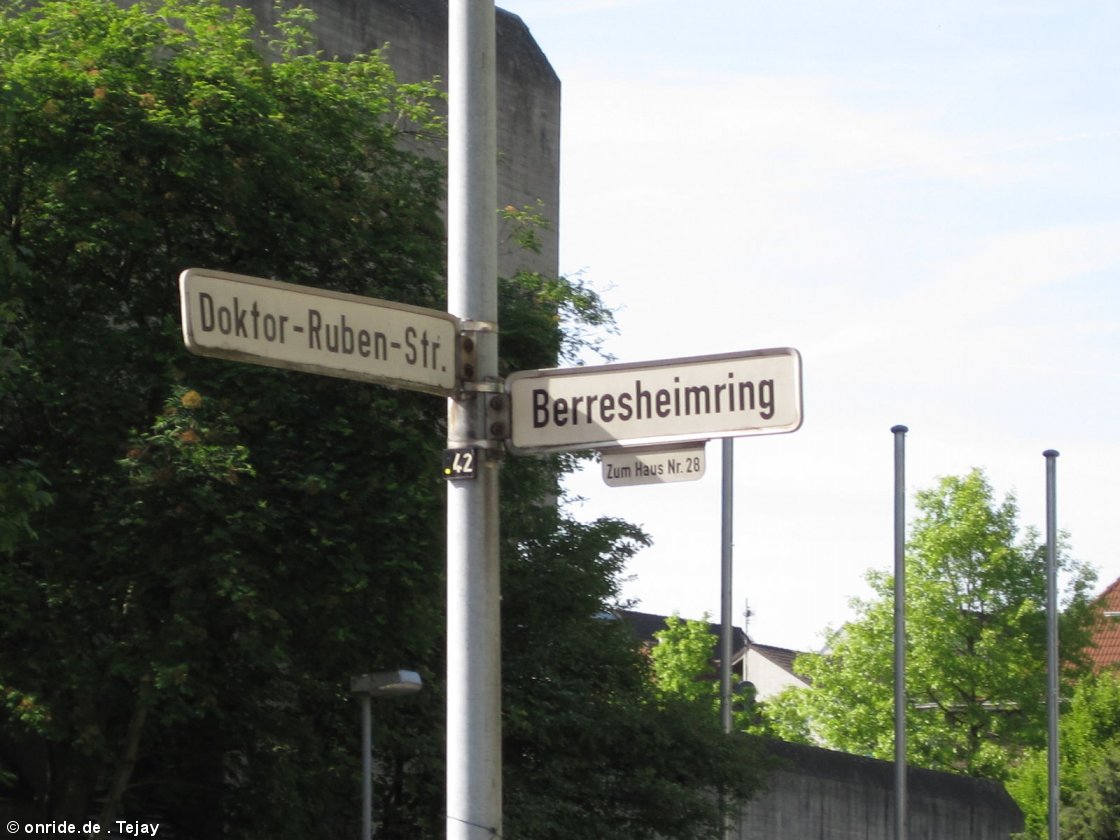 Doktor-Ruben-Str.
Berresheimring
Zum Haus Nr. 28
42
© onride.de . Tejay